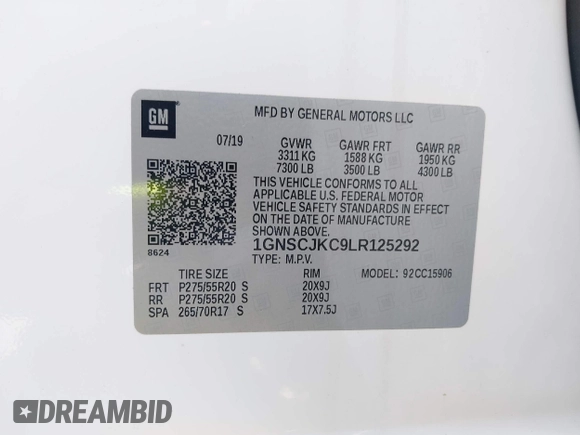 GM
MFD BY GENERAL MOTORS LLC
07/19 GVWR GAWR FRT GAWR RR
3311 KG 1588 KG 1950 KG
7300 LB 3500 LB 4300 LB
THIS VEHICLE CONFORMS TO ALL
APPLICABLE U.S. FEDERAL MOTOR
VEHICLE SAFETY STANDARDS IN EFFECT
ON THE DATE OF MANUFACTURE
SHOWN ABOVE.
1GNSCJKC9LR125292
8624 TYPE: M.P.V.
TIRE SIZE RIM MODEL: 92CC15906
FRT P275/55R20 S 20X9J
RR P275/55R20 S 20X9J
SPA 265/70R17 S 17X7.5J
DREAMBID